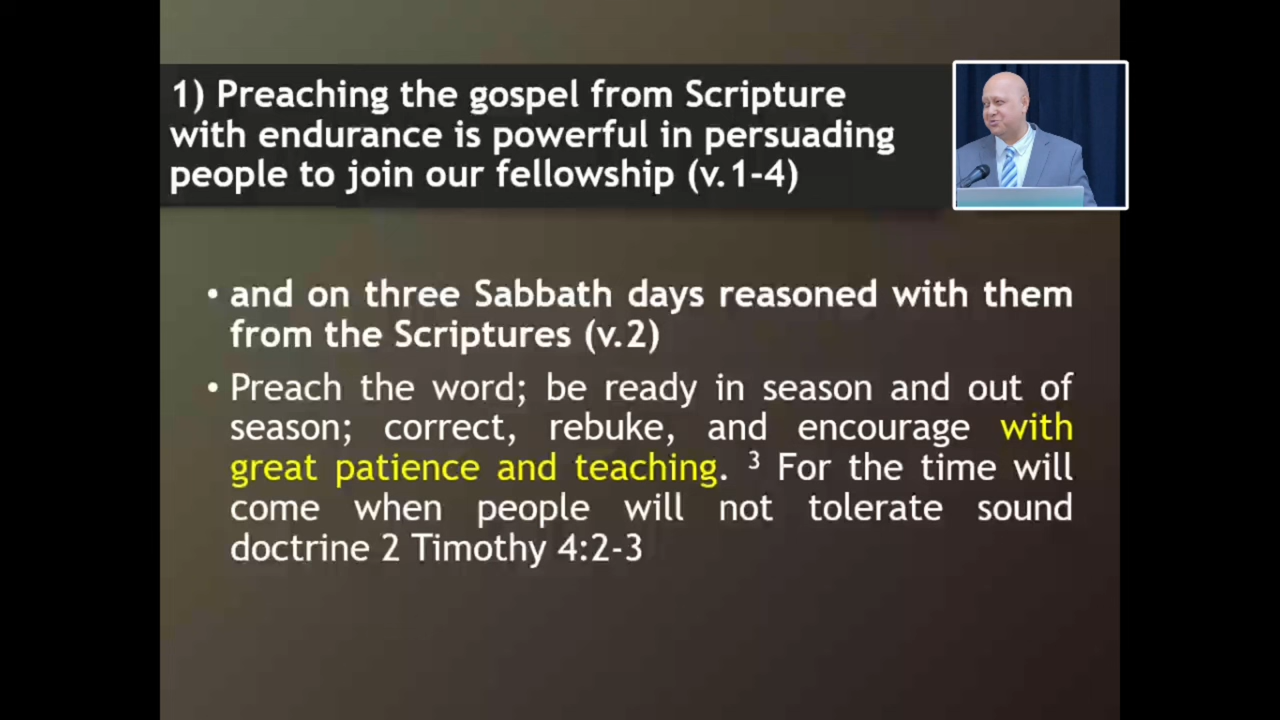 1) Preaching the gospel from Scripture
with endurance is powerful in persuading
people to join our fellowship (v.1-4)
• and on three Sabbath days reasoned with them
from the Scriptures (v.2)
• Preach the word; be ready in season and out of
season; correct, rebuke, and encourage with
great patience and teaching. ³ For the time will
come when people will not tolerate sound
doctrine 2 Timothy 4:2-3